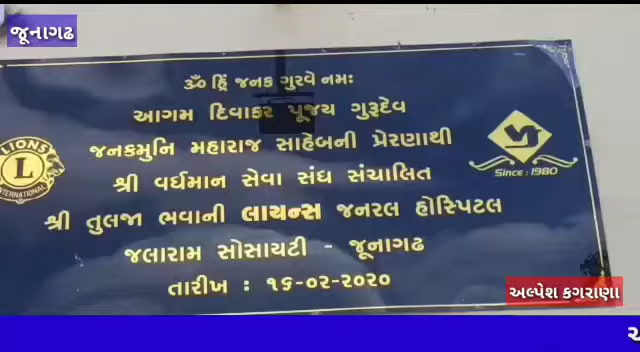 જૂનાગઢ
ૐ હ્રિં જનક ગુરવે નમઃ
આગમ દિવાકર પૂજ્ય ગુરૂદેવ
જનકમુનિ મહારાજ સાહેબની પ્રેરણાથી
શ્રી વર્ધમાન સેવા સંઘ સંચાલિત
શ્રી તુલજા ભવાની લાયન્સ જનરલ હોસ્પિટલ
જલારામ સોસાયટી - જૂનાગઢ
તારીખ : ૧૬-૦૨-૨૦૨૦
LIONS
L
INTERNATIONAL
Since : 1980
અલ્પેશ કગરાણા